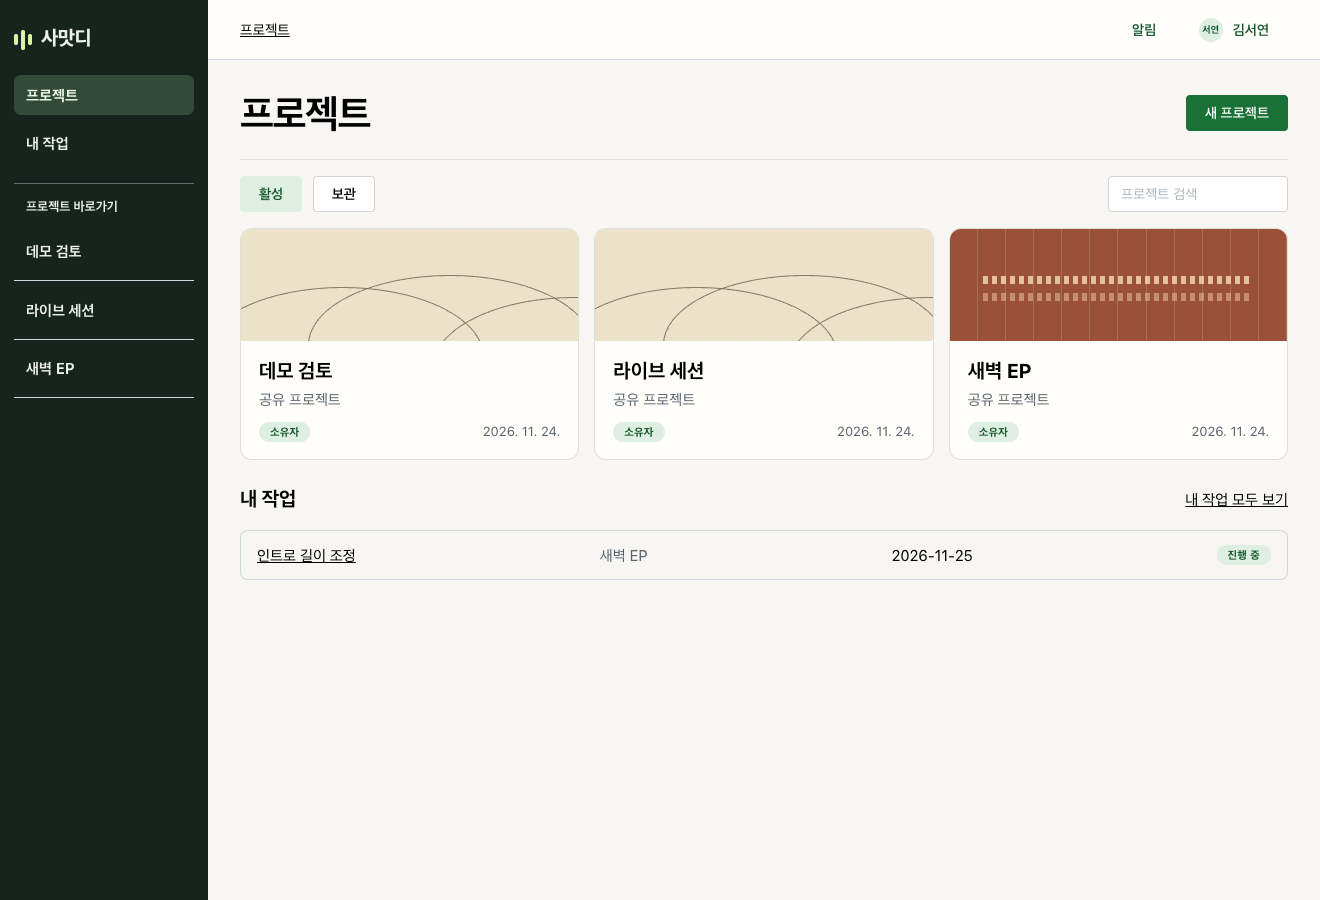 사맛디
프로젝트
내 작업
프로젝트 바로가기
데모 검토
라이브 세션
새벽 EP
프로젝트
알림
서연
김서연
프로젝트
새 프로젝트
활성
보관
프로젝트 검색
데모 검토
공유 프로젝트
소유자
2026. 11. 24.
라이브 세션
공유 프로젝트
소유자
2026. 11. 24.
새벽 EP
공유 프로젝트
소유자
2026. 11. 24.
내 작업
내 작업 모두 보기
인트로 길이 조정
새벽 EP
2026-11-25
진행 중